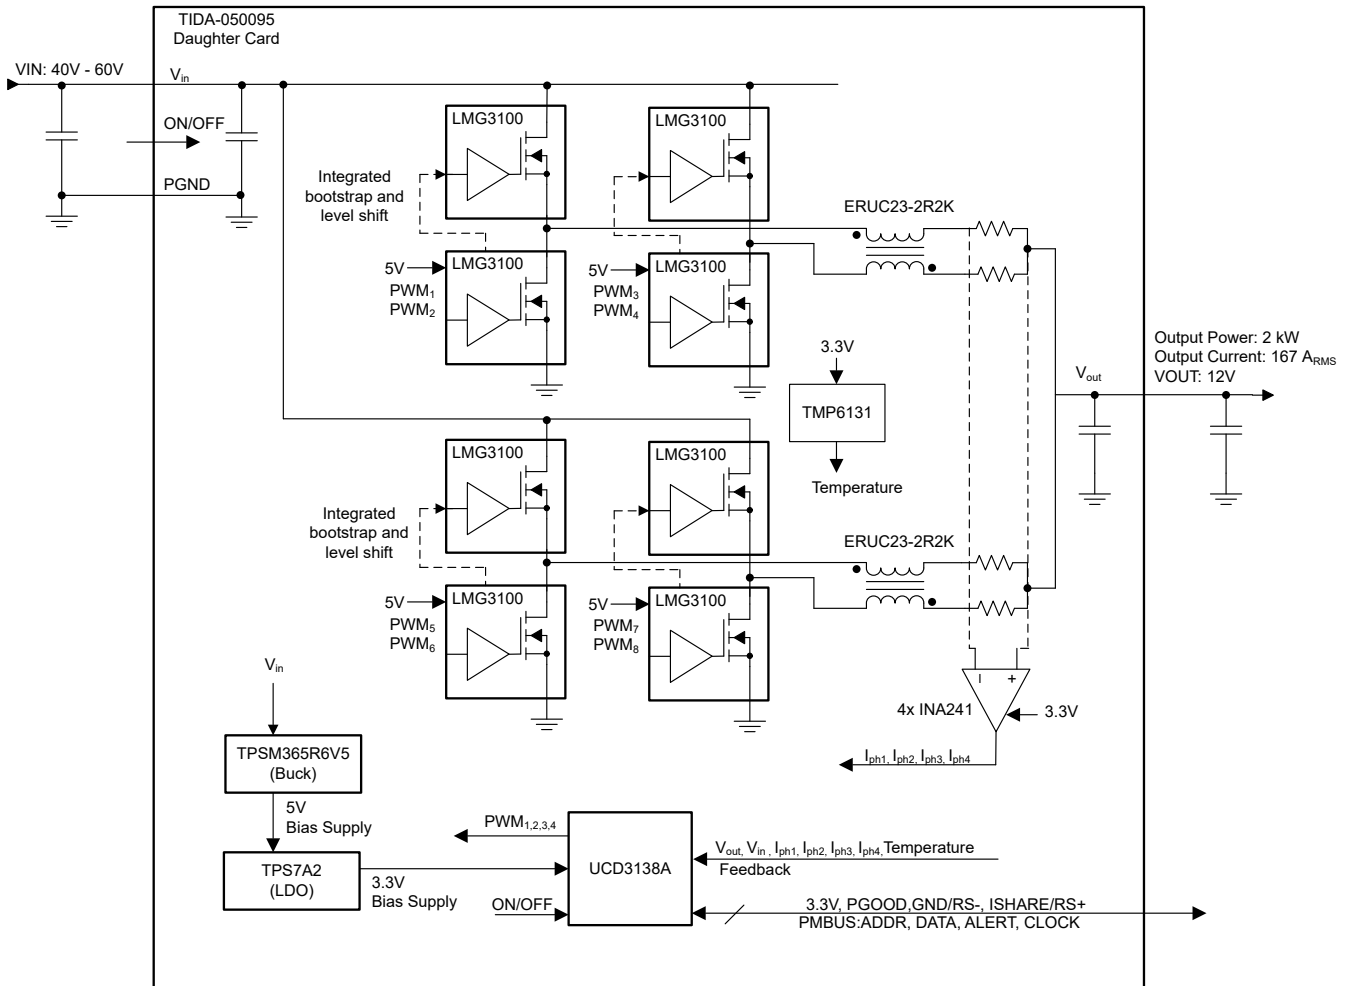 TIDA-050095
Daughter Card
VIN: 40V - 60V
Vin
ON/OFF
PGND
LMG3100
LMG3100
Integrated
bootstrap and
level shift
ERUC23-2R2K
5V
PWM1
PWM2
LMG3100
5V
PWM3
PWM4
LMG3100
3.3V
TMP6131
Temperature
Vout
Output Power: 2 kW
Output Current: 167 ARMS
VOUT: 12V
LMG3100
LMG3100
Integrated
bootstrap and
level shift
ERUC23-2R2K
5V
PWM5
PWM6
LMG3100
5V
PWM7
PWM8
LMG3100
- +
4x INA241
3.3V
Iph1, Iph2, Iph3, Iph4
Vin
TPSM365R6V5
(Buck)
5V
Bias Supply
TPS7A2
(LDO)
3.3V
Bias Supply
PWM1,2,3,4
UCD3138A
ON/OFF
Vout, Vin , Iph1, Iph2, Iph3, Iph4,Temperature
Feedback
3.3V, PGOOD,GND/RS-, ISHARE/RS+
PMBUS:ADDR, DATA, ALERT, CLOCK